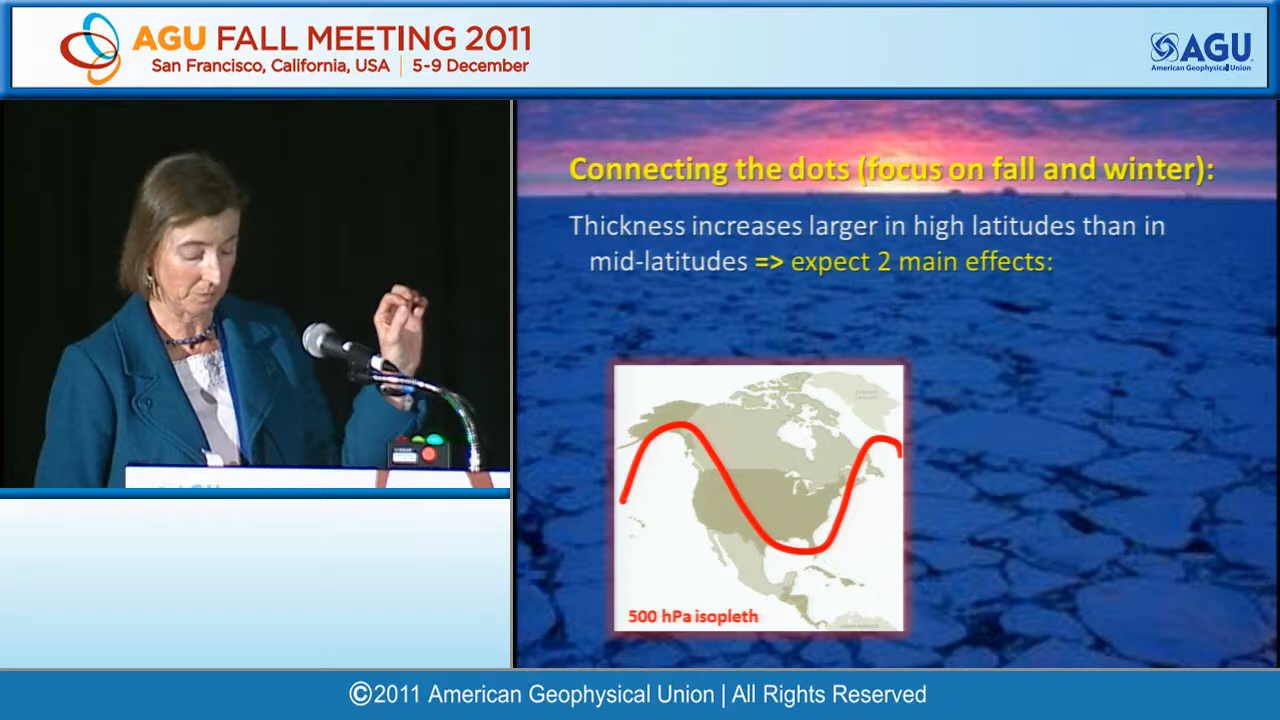 AGU FALL MEETING 2011
San Francisco, California, USA | 5-9 December
AGU
American Geophysical Union
Connecting the dots (focus on fall and winter):
Thickness increases larger in high latitudes than in
mid-latitudes => expect 2 main effects:
500 hPa isopleth
©2011 American Geophysical Union | All Rights Reserved